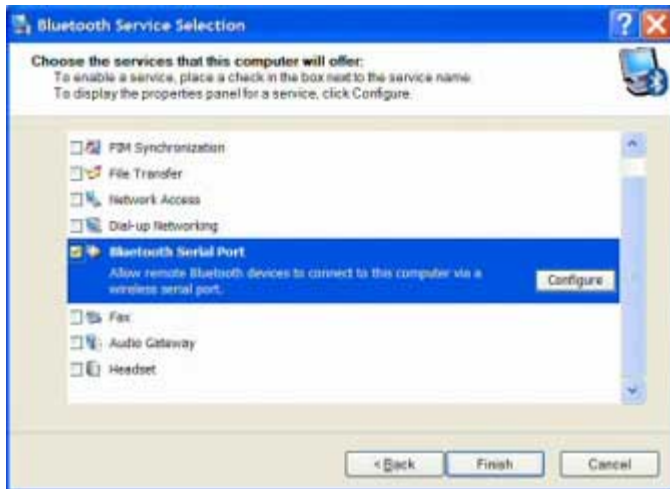 Bluetooth Service Selection
Choose the services that this computer will offer:
To enable a service, place a check in the box next to the service name.
To display the properties panel for a service, click Configure.
PIM Synchronization
File Transfer
Network Access
Dial-up Networking
Bluetooth Serial Port
Allow remote Bluetooth devices to connect to this computer via a
wireless serial port.
Configure
Fax
Audio Gateway
Headset
< Back
Finish
Cancel